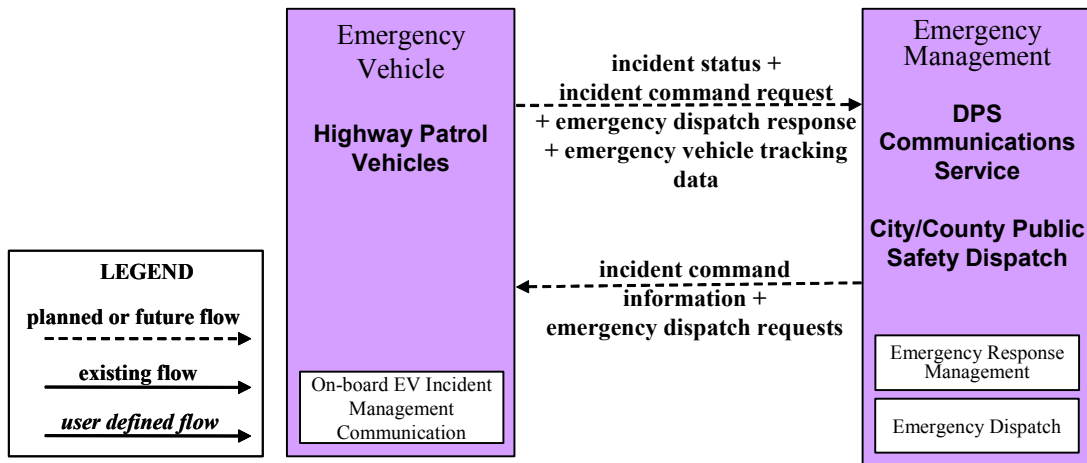 Emergency
Vehicle
Highway Patrol
Vehicles
On-board EV Incident
Management
Communication
incident status +
incident command request
+ emergency dispatch response
+ emergency vehicle tracking
data
incident command
information +
emergency dispatch requests
Emergency
Management
DPS
Communications
Service
City/County Public
Safety Dispatch
Emergency Response
Management
Emergency Dispatch
LEGEND
planned or future flow
existing flow
user defined flow